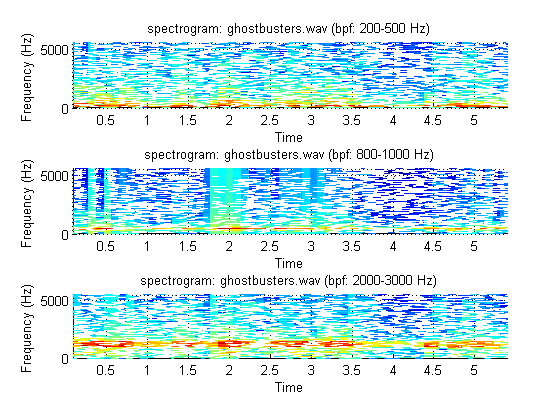 spectrogram: ghostbusters.wav (bpf: 200-500 Hz)
5000
0
Frequency (Hz)
0.5 1 1.5 2 2.5 3 3.5 4 4.5 5
Time
spectrogram: ghostbusters.wav (bpf: 800-1000 Hz)
5000
0
Frequency (Hz)
0.5 1 1.5 2 2.5 3 3.5 4 4.5 5
Time
spectrogram: ghostbusters.wav (bpf: 2000-3000 Hz)
5000
0
Frequency (Hz)
0.5 1 1.5 2 2.5 3 3.5 4 4.5 5
Time